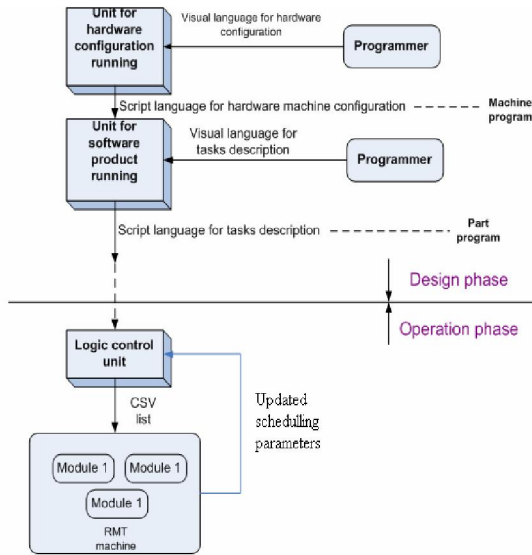 Unit for
hardware
configuration
running
Visual language for hardware
configuration
Programmer
Script language for hardware machine configuration
Machine
program
Unit for
software
product
running
Visual language for
tasks description
Programmer
Script language for tasks description
Part
program
Design phase
Operation phase
Logic control
unit
CSV
list
Updated
schedulling
parameters
Module 1
Module 1
Module 1
RMT
machine